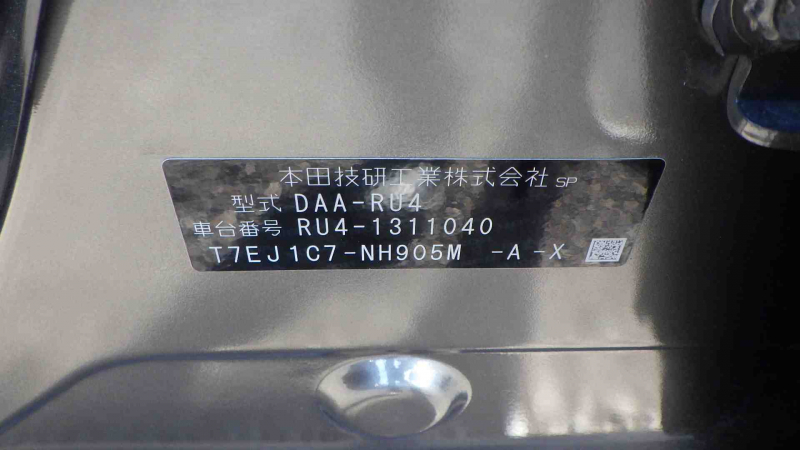 本田技研工業株式会社 SP
型式 DAA-RU4
車台番号 RU4-1311040
T7EJ1C7-NH905M -A -X